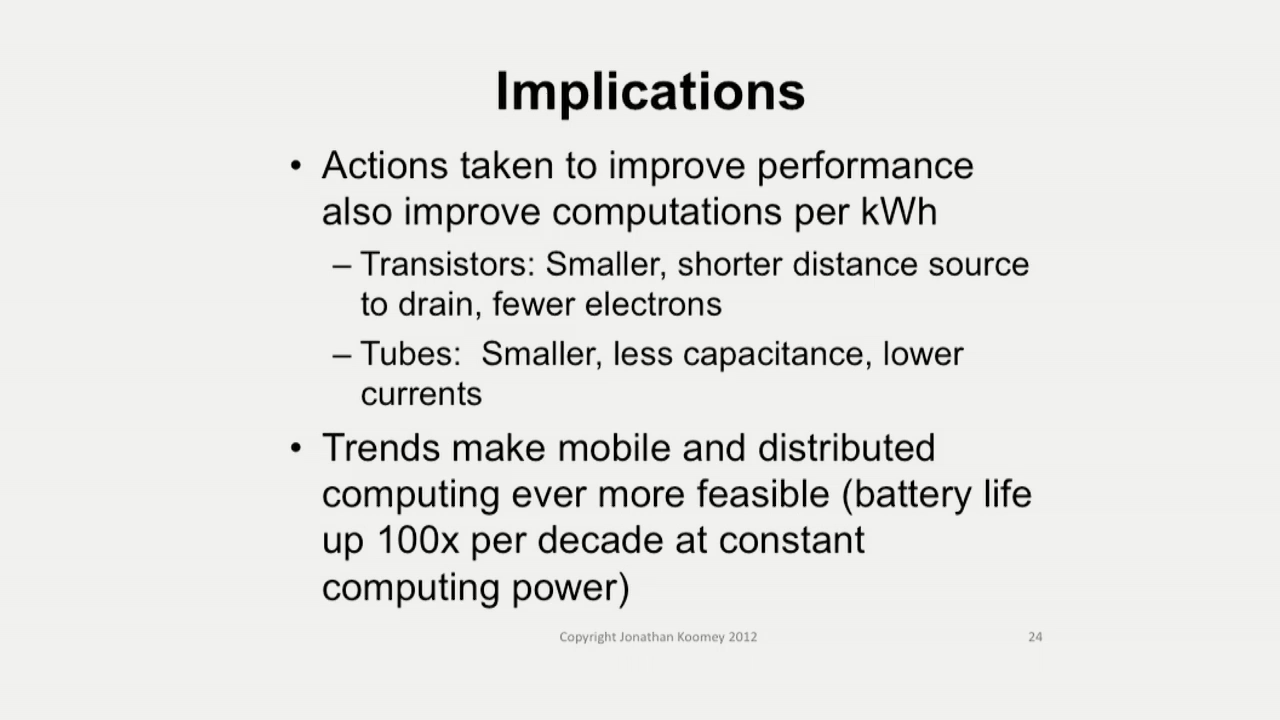 Implications
• Actions taken to improve performance
also improve computations per kWh
– Transistors: Smaller, shorter distance source
to drain, fewer electrons
– Tubes:  Smaller, less capacitance, lower
currents
• Trends make mobile and distributed
computing ever more feasible (battery life
up 100x per decade at constant
computing power)
Copyright Jonathan Koomey 2012
24